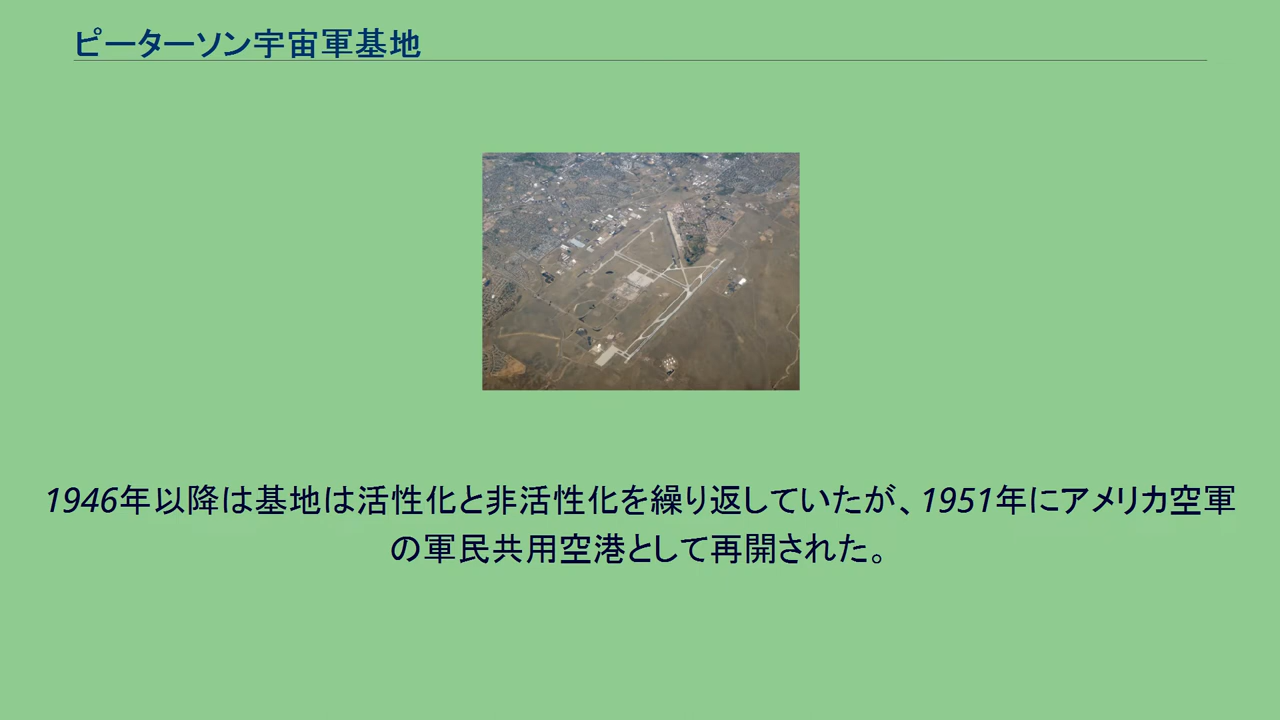 ピーターソン宇宙軍基地
1946年以降は基地は活性化と非活性化を繰り返していたが、1951年にアメリカ空軍
の軍民共用空港として再開された。